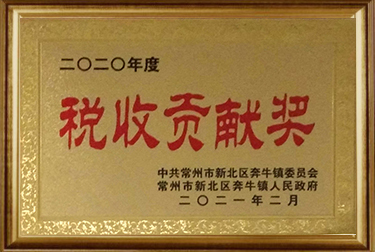 二〇二〇年度
税收贡献奖
中共常州市新北区奔牛镇委员会
常州市新北区奔牛镇人民政府
二〇二一年二月